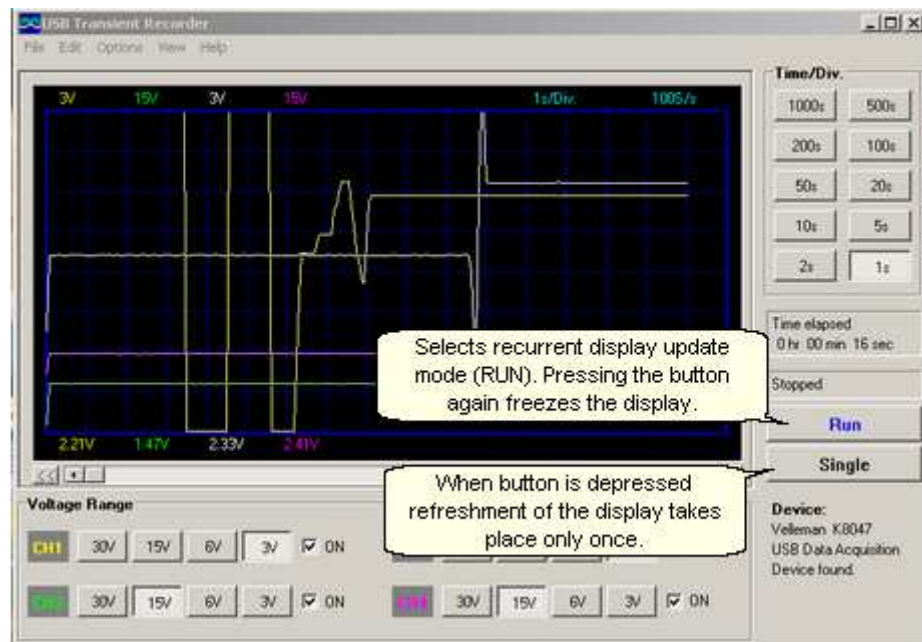 USB Transient Recorder
File Edit Options View Help
3V 15V 3V 15V 1s/Div. 100S/s
2.21V 1.47V 2.33V 2.41V
Time/Div.
1000s 500s
200s 100s
50s 20s
10s 5s
2s 1s
Time elapsed
0 hr 00 min 16 sec
Stopped
Run
Single
Selects recurrent display update
mode (RUN). Pressing the button
again freezes the display.
When button is depressed
refreshment of the display takes
place only once.
Voltage Range
CH1 30V 15V 6V 3V ON
30V 15V 6V 3V ON
30V 15V 6V 3V ON
Device:
Velleman K8047
USB Data Acquisition
Device found.